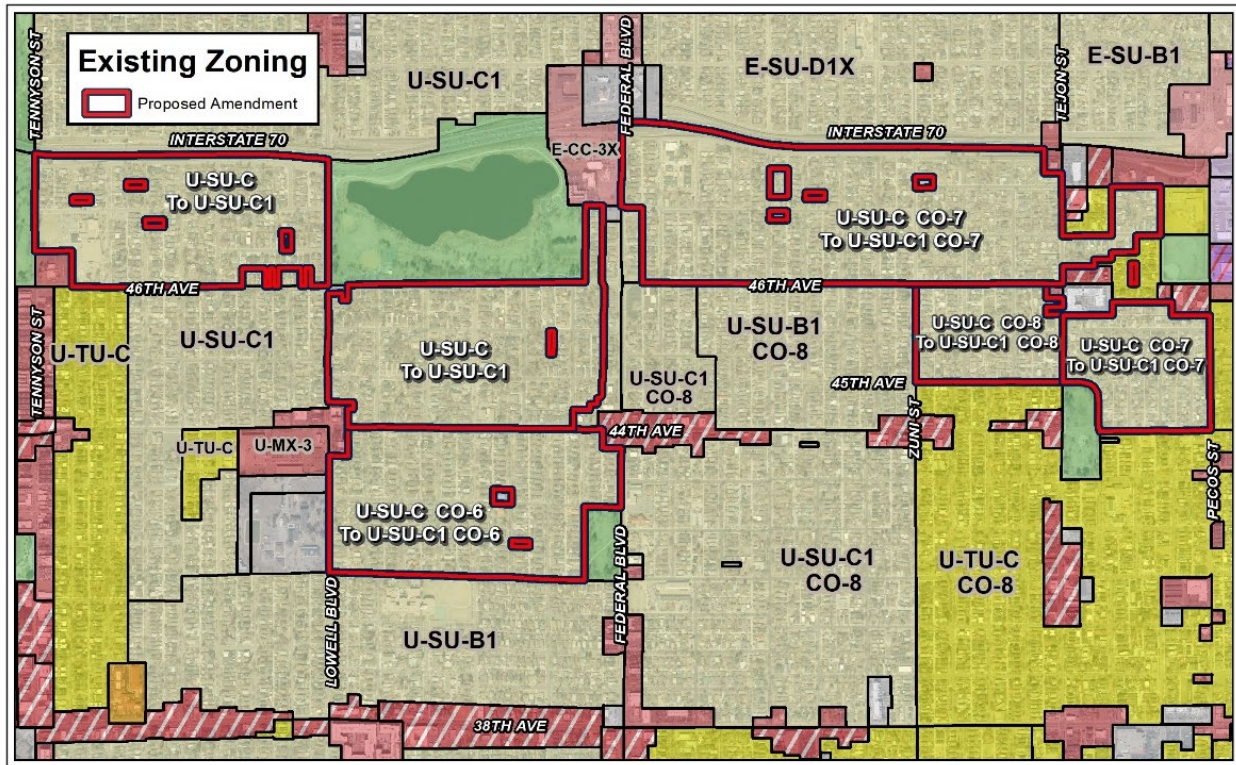 Existing Zoning
Proposed Amendment
TENNYSON ST
U-SU-C1
FEDERAL BLVD
E-SU-D1X
TEJON ST
E-SU-B1
INTERSTATE 70
INTERSTATE 70
E-CC-3X
U-SU-C
To U-SU-C1
U-SU-C CO-7
To U-SU-C1 CO-7
46TH AVE
46TH AVE
TENNYSON ST
U-TU-C
U-SU-C1
U-SU-C
To U-SU-C1
U-SU-C1
CO-8
U-SU-B1
CO-8
45TH AVE
U-SU-C CO-8
To U-SU-C1 CO-8
U-SU-C CO-7
To U-SU-C1 CO-7
U-TU-C
U-MX-3
44TH AVE
ZUNI ST
PECOS ST
U-SU-C CO-6
To U-SU-C1 CO-6
U-SU-C1
CO-8
U-TU-C
CO-8
LOWELL BLVD
U-SU-B1
FEDERAL BLVD
38TH AVE